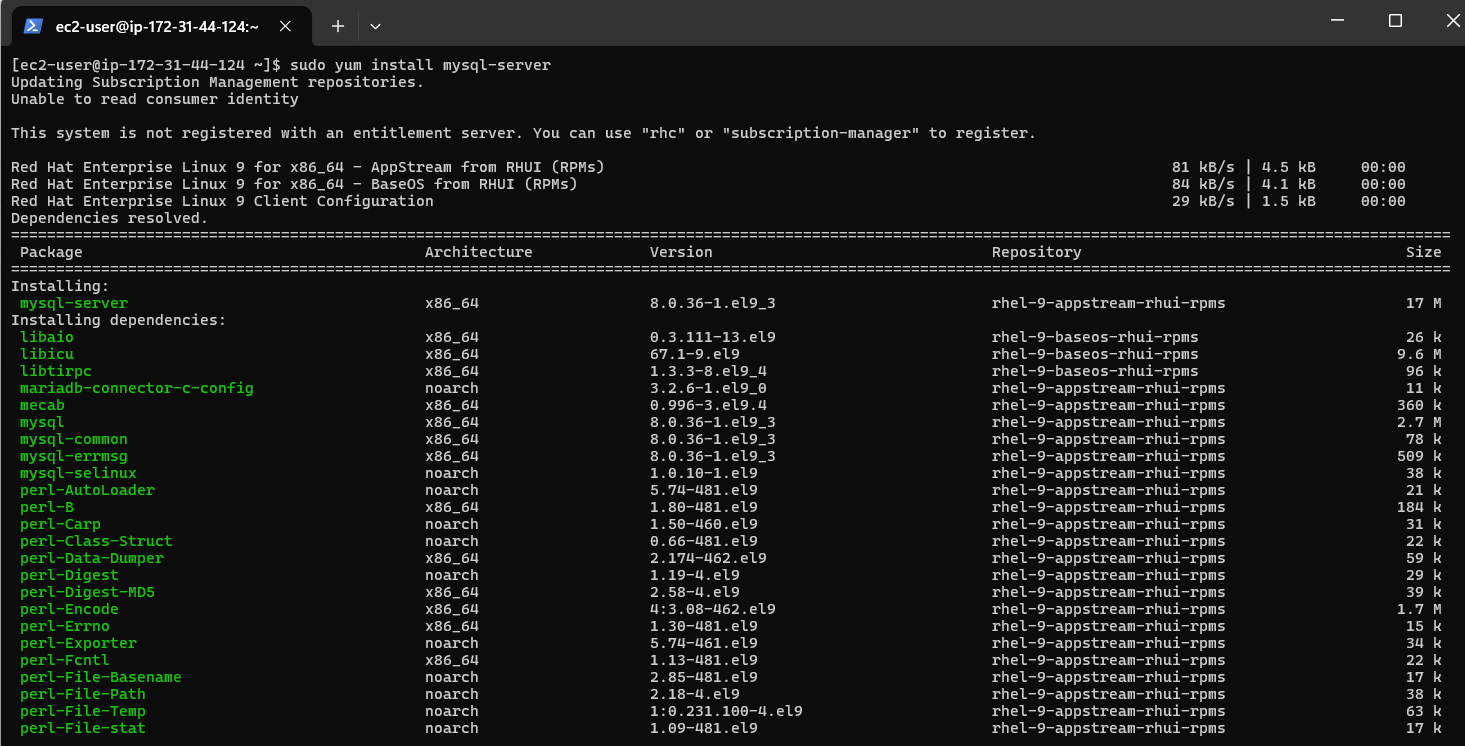 ec2-user@ip-172-31-44-124:~
[ec2-user@ip-172-31-44-124 ~]$ sudo yum install mysql-server
Updating Subscription Management repositories.
Unable to read consumer identity
This system is not registered with an entitlement server. You can use "rhc" or "subscription-manager" to register.
Red Hat Enterprise Linux 9 for x86_64 - AppStream from RHUI (RPMs) 81 kB/s | 4.5 kB 00:00
Red Hat Enterprise Linux 9 for x86_64 - BaseOS from RHUI (RPMs) 84 kB/s | 4.1 kB 00:00
Red Hat Enterprise Linux 9 Client Configuration 29 kB/s | 1.5 kB 00:00
Dependencies resolved.
================================================================================
Package Architecture Version Repository Size
================================================================================
Installing:
mysql-server x86_64 8.0.36-1.el9_3 rhel-9-appstream-rhui-rpms 17 M
Installing dependencies:
libaio x86_64 0.3.111-13.el9 rhel-9-baseos-rhui-rpms 26 k
libicu x86_64 67.1-9.el9 rhel-9-baseos-rhui-rpms 9.6 M
libtirpc x86_64 1.3.3-8.el9_4 rhel-9-baseos-rhui-rpms 96 k
mariadb-connector-c-config noarch 3.2.6-1.el9_0 rhel-9-appstream-rhui-rpms 11 k
mecab x86_64 0.996-3.el9.4 rhel-9-appstream-rhui-rpms 360 k
mysql x86_64 8.0.36-1.el9_3 rhel-9-appstream-rhui-rpms 2.7 M
mysql-common x86_64 8.0.36-1.el9_3 rhel-9-appstream-rhui-rpms 78 k
mysql-errmsg x86_64 8.0.36-1.el9_3 rhel-9-appstream-rhui-rpms 509 k
mysql-selinux noarch 1.0.10-1.el9 rhel-9-appstream-rhui-rpms 38 k
perl-AutoLoader noarch 5.74-481.el9 rhel-9-appstream-rhui-rpms 21 k
perl-B x86_64 1.80-481.el9 rhel-9-appstream-rhui-rpms 184 k
perl-Carp noarch 1.50-460.el9 rhel-9-appstream-rhui-rpms 31 k
perl-Class-Struct noarch 0.66-481.el9 rhel-9-appstream-rhui-rpms 22 k
perl-Data-Dumper x86_64 2.174-462.el9 rhel-9-appstream-rhui-rpms 59 k
perl-Digest noarch 1.19-4.el9 rhel-9-appstream-rhui-rpms 29 k
perl-Digest-MD5 x86_64 2.58-4.el9 rhel-9-appstream-rhui-rpms 39 k
perl-Encode x86_64 4:3.08-462.el9 rhel-9-appstream-rhui-rpms 1.7 M
perl-Errno x86_64 1.30-481.el9 rhel-9-appstream-rhui-rpms 15 k
perl-Exporter noarch 5.74-461.el9 rhel-9-appstream-rhui-rpms 34 k
perl-Fcntl x86_64 1.13-481.el9 rhel-9-appstream-rhui-rpms 22 k
perl-File-Basename noarch 2.85-481.el9 rhel-9-appstream-rhui-rpms 17 k
perl-File-Path noarch 2.18-4.el9 rhel-9-appstream-rhui-rpms 38 k
perl-File-Temp noarch 1:0.231.100-4.el9 rhel-9-appstream-rhui-rpms 63 k
perl-File-stat noarch 1.09-481.el9 rhel-9-appstream-rhui-rpms 17 k